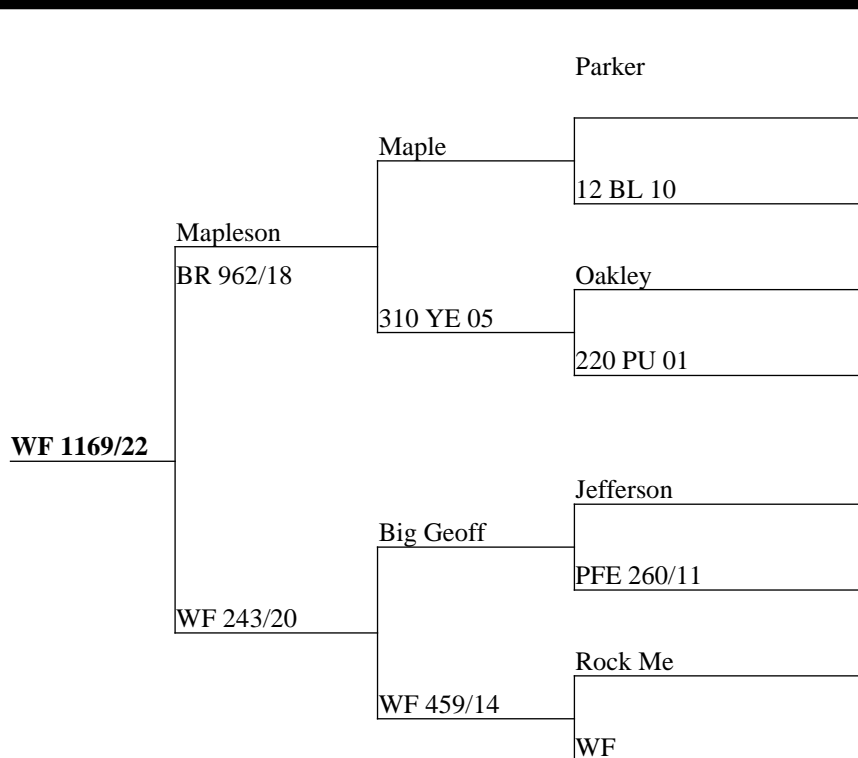 Parker
Maple
12 BL 10
Mapleson
BR 962/18
Oakley
310 YE 05
220 PU 01
WF 1169/22
Jefferson
Big Geoff
PFE 260/11
WF 243/20
Rock Me
WF 459/14
WF